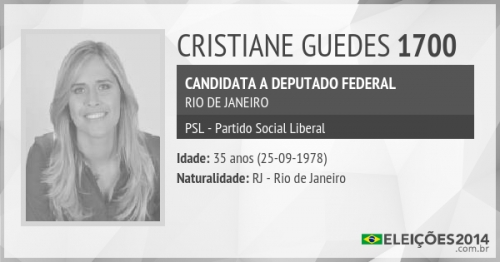 CRISTIANE GUEDES 1700
CANDIDATA A DEPUTADO FEDERAL
RIO DE JANEIRO
PSL - Partido Social Liberal
Idade: 35 anos (25-09-1978)
Naturalidade: RJ - Rio de Janeiro
ELEIÇÕES2014
.com.br